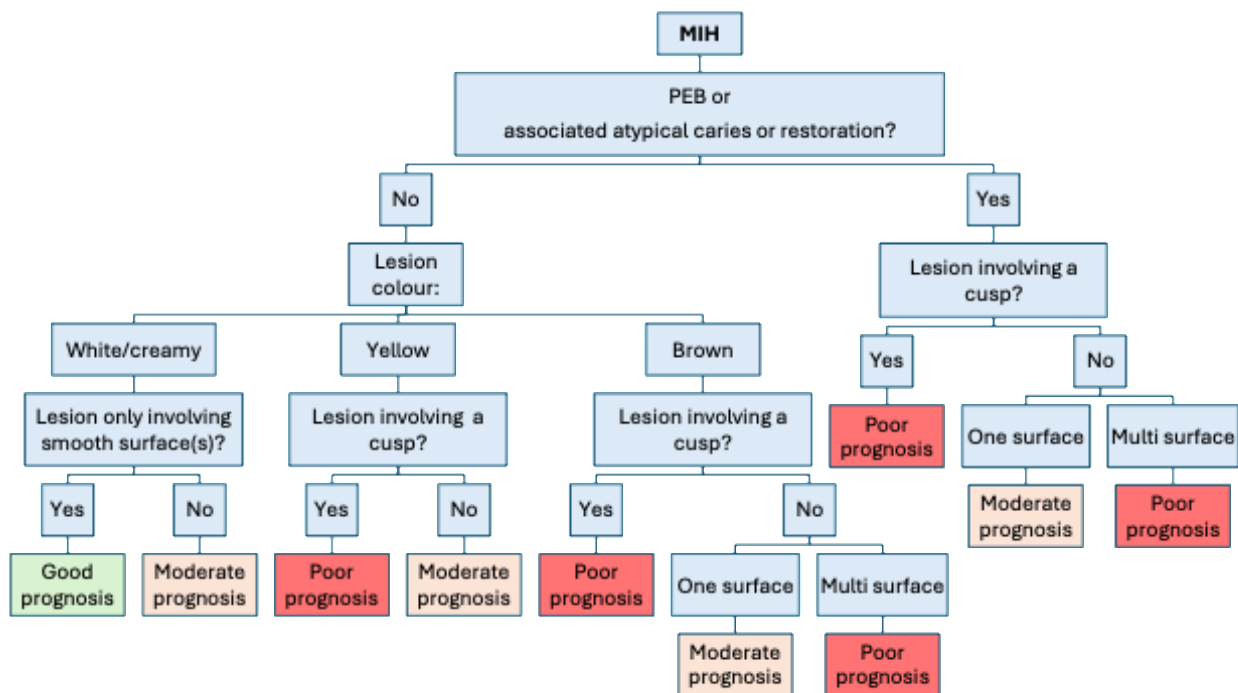 MIH
PEB or
associated atypical caries or restoration?
No
Yes
Lesion
colour:
Lesion involving a
cusp?
White/creamy
Yellow
Brown
Yes
No
Lesion only involving
smooth surface(s)?
Lesion involving a
cusp?
Lesion involving a
cusp?
Poor
prognosis
One surface
Multi surface
Yes
No
Yes
No
Yes
No
Moderate
prognosis
Poor
prognosis
Good
prognosis
Moderate
prognosis
Poor
prognosis
Moderate
prognosis
Poor
prognosis
One surface
Multi surface
Moderate
prognosis
Poor
prognosis